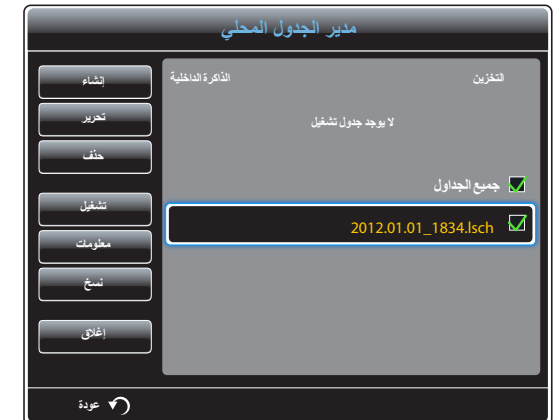 مدير الجدول المحلي
التخزين
الذاكرة الداخلية
لا يوجد جدول تشغيل
جميع الجداول
2012.01.01_1834.lsch
إنشاء
تحرير
حذف
تشغيل
معلومات
نسخ
إغلاق
عودة